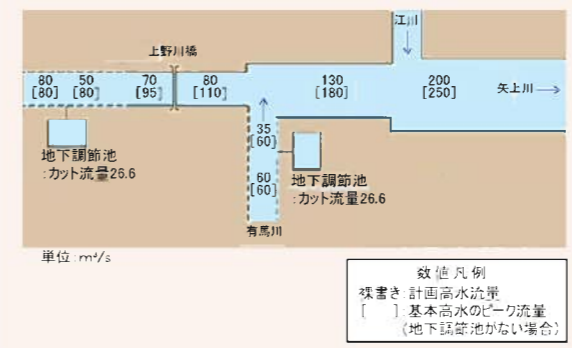 江川
上野川橋
80 50 70 80 130 200 矢上川
[80] [80] [95] [110] [180] [250]
35
[60]
地下調節池
:カット流量26.6
60
[60]
地下調節池
:カット流量26.6
有馬川
単位:m³/s
数値凡例
裸書き:計画高水流量
[ ]:基本高水のピーク流量
(地下調節池がない場合)